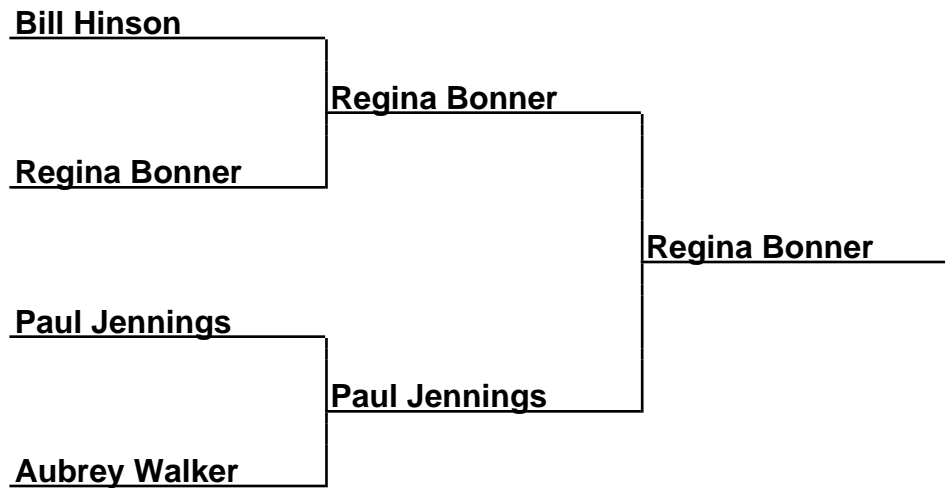 Bill Hinson
Regina Bonner
Regina Bonner
Regina Bonner
Paul Jennings
Paul Jennings
Aubrey Walker